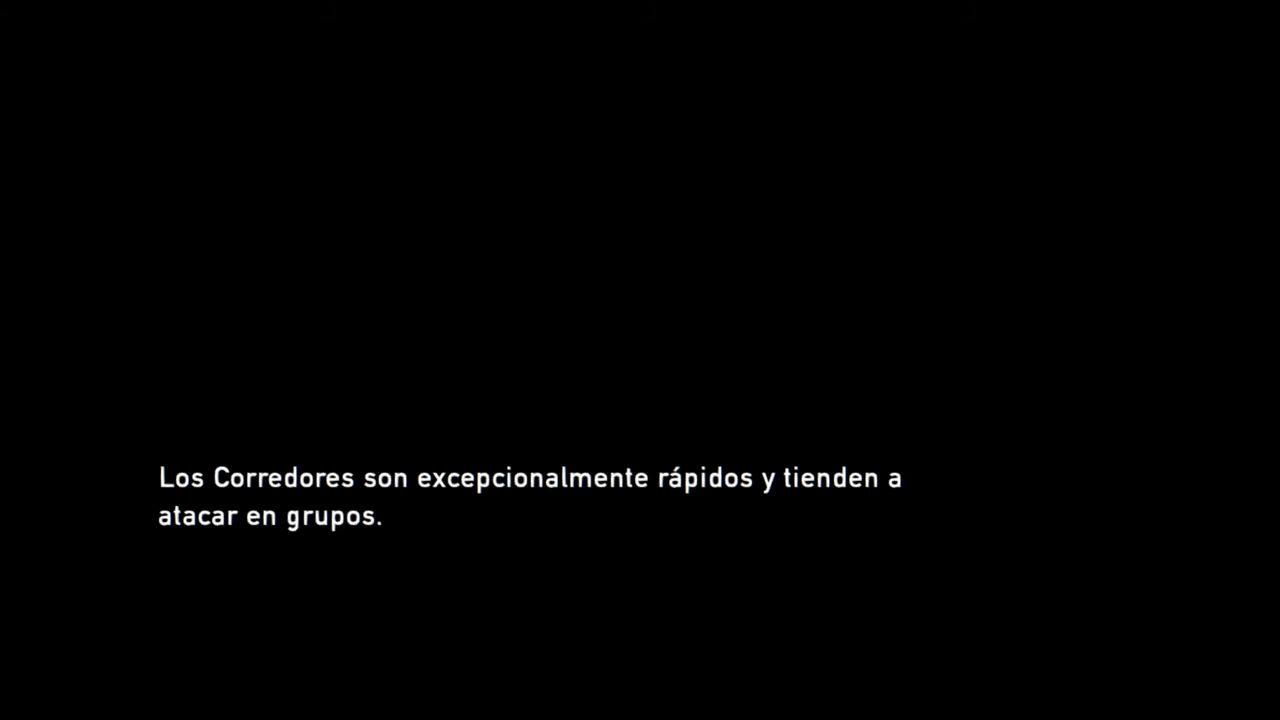 Los Corredores son excepcionalmente rápidos y tienden a
atacar en grupos.